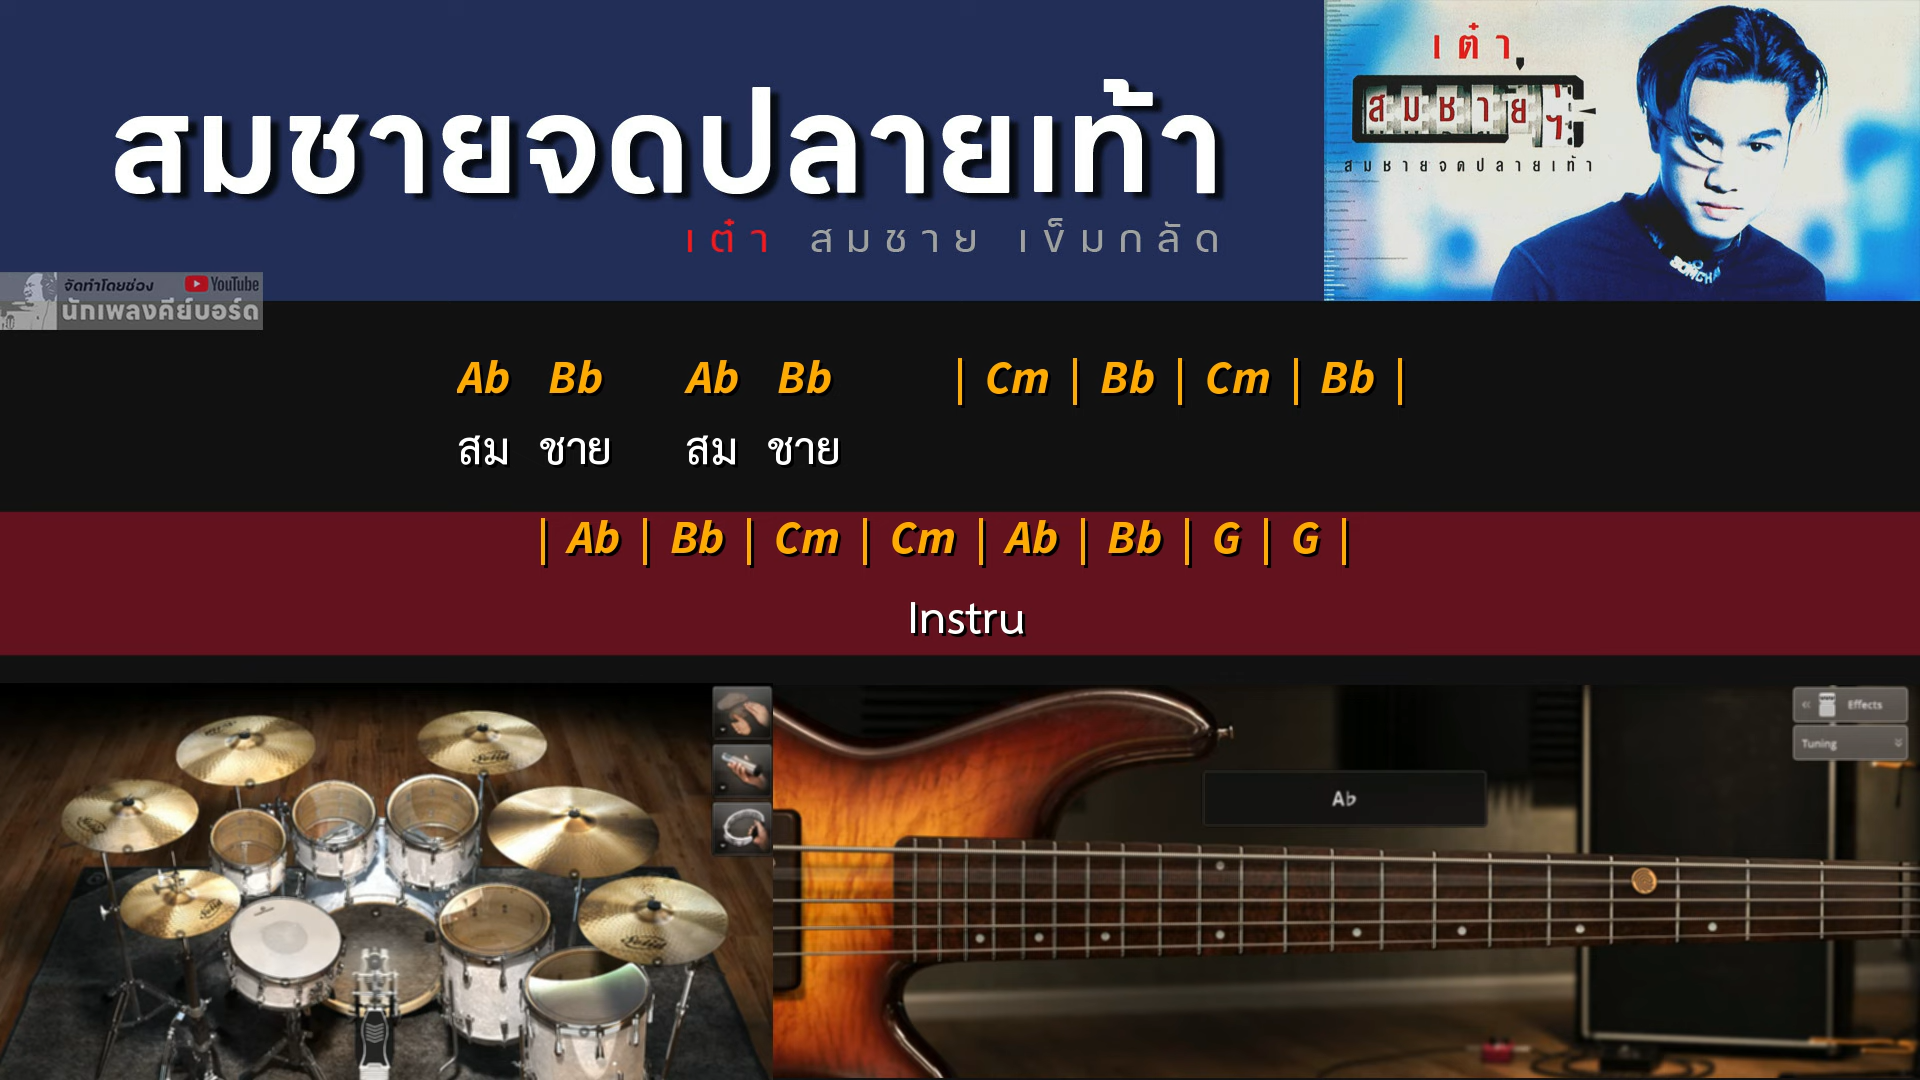 สมชายจดปลายเท้า
เต๋า สมชาย เข็มกลัด
เต๋า
สมชาย ฯ
สมชายจดปลายเท้า
SOMCHAI
จัดทำโดยช่อง YouTube
นักเพลงคีย์บอร์ด
Ab Bb Ab Bb | Cm | Bb | Cm | Bb |
สม ชาย สม ชาย
| Ab | Bb | Cm | Cm | Ab | Bb | G | G |
Instru
Effects
Tuning
Ab